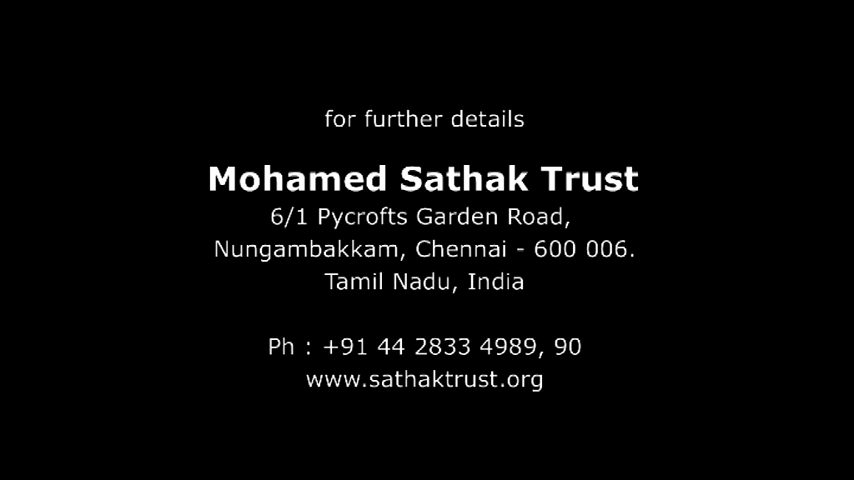 for further details
Mohamed Sathak Trust
6/1 Pycrofts Garden Road,
Nungambakkam, Chennai - 600 006.
Tamil Nadu, India
Ph : +91 44 2833 4989, 90
www.sathaktrust.org